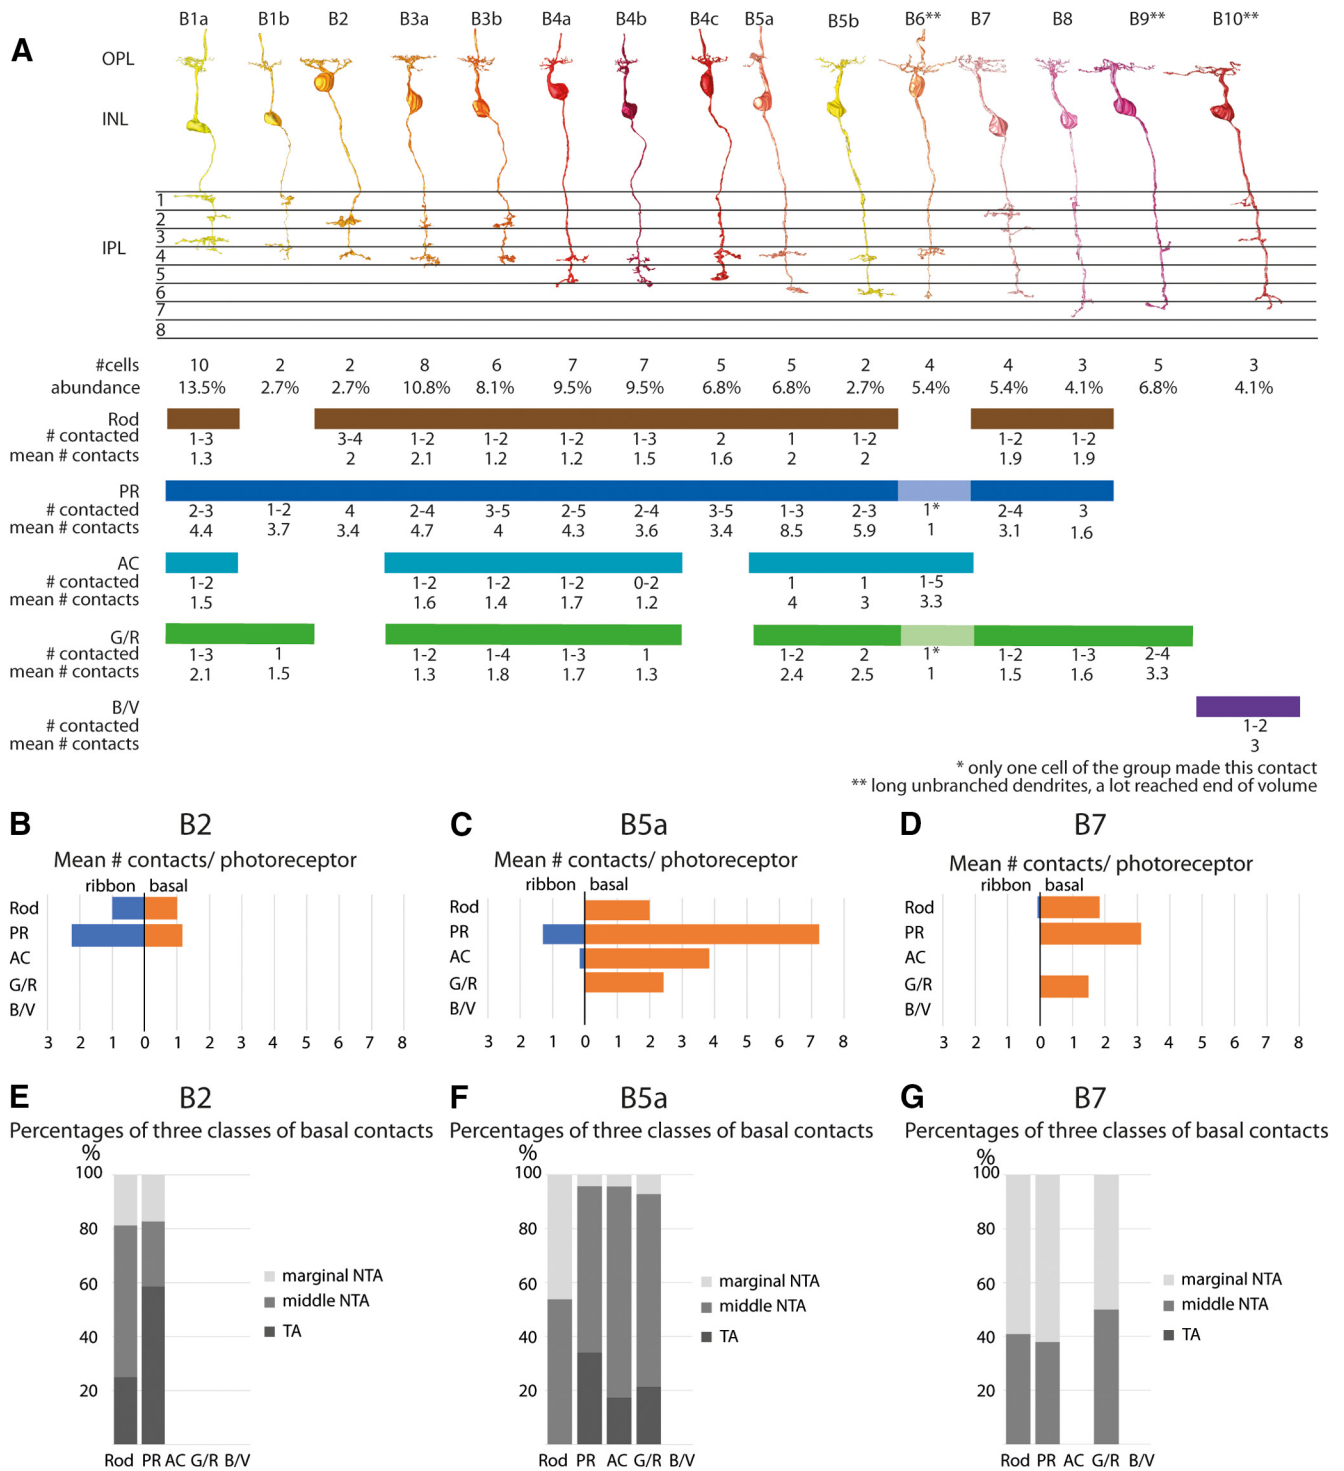 B1a B1b B2 B3a B3b B4a B4b B4c B5a B5b B6** B7 B8 B9** B10**
A
OPL
INL
IPL
1
2
3
4
5
6
7
8
#cells 10 2 2 8 6 7 7 5 5 2 4 4 3 5 3
abundance 13.5% 2.7% 2.7% 10.8% 8.1% 9.5% 9.5% 6.8% 6.8% 2.7% 5.4% 5.4% 4.1% 6.8% 4.1%
Rod
# contacted 1-3 3-4 1-2 1-2 1-2 1-3 2 1 1-2 1-2 1-2
mean # contacts 1.3 2 2.1 1.2 1.2 1.5 1.6 2 2 1.9 1.9
PR
# contacted 2-3 1-2 4 2-4 3-5 2-5 2-4 3-5 1-3 2-3 1* 2-4 3
mean # contacts 4.4 3.7 3.4 4.7 4 4.3 3.6 3.4 8.5 5.9 1 3.1 1.6
AC
# contacted 1-2 1-2 1-2 1-2 0-2 1 1 1-5
mean # contacts 1.5 1.6 1.4 1.7 1.2 4 3 3.3
G/R
# contacted 1-3 1 1-2 1-4 1-3 1 1-2 2 1* 1-2 1-3 2-4
mean # contacts 2.1 1.5 1.3 1.8 1.7 1.3 2.4 2.5 1 1.5 1.6 3.3
B/V
# contacted 1-2
mean # contacts 3
* only one cell of the group made this contact
** long unbranched dendrites, a lot reached end of volume
B B2
Mean # contacts/ photoreceptor
ribbon basal
Rod
PR
AC
G/R
B/V
3 2 1 0 1 2 3 4 5 6 7 8
C B5a
Mean # contacts/ photoreceptor
ribbon basal
Rod
PR
AC
G/R
B/V
3 2 1 0 1 2 3 4 5 6 7 8
D B7
Mean # contacts/ photoreceptor
ribbon basal
Rod
PR
AC
G/R
B/V
3 2 1 0 1 2 3 4 5 6 7 8
E B2
Percentages of three classes of basal contacts
%
100
80
60
40
20
marginal NTA
middle NTA
TA
Rod PR AC G/R B/V
F B5a
Percentages of three classes of basal contacts
%
100
80
60
40
20
marginal NTA
middle NTA
TA
Rod PR AC G/R B/V
G B7
Percentages of three classes of basal contacts
%
100
80
60
40
20
marginal NTA
middle NTA
TA
Rod PR AC G/R B/V